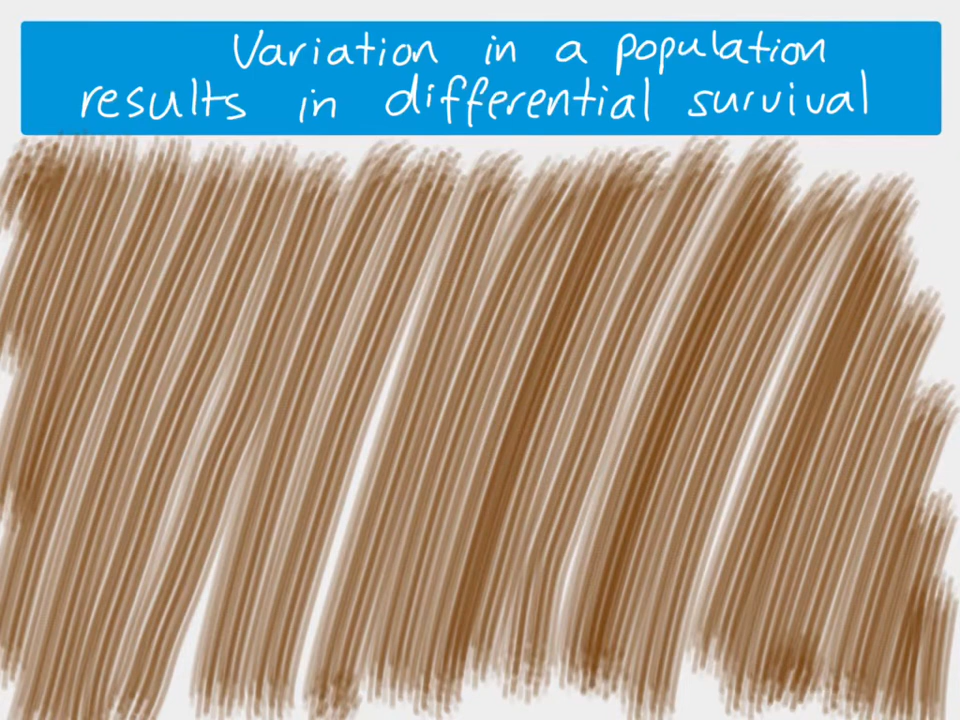 Variation in a population
results in differential survival